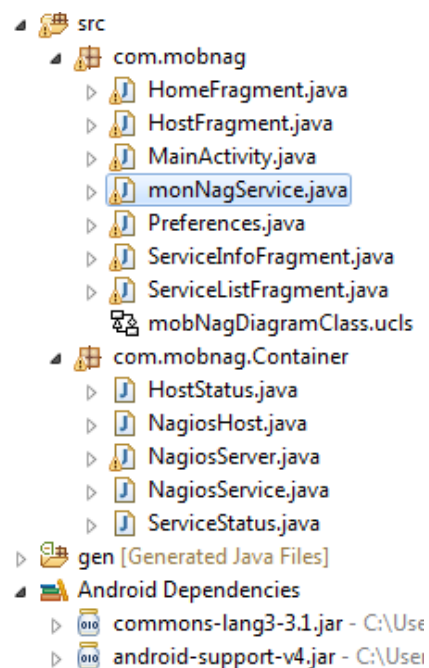 src
com.mobnag
HomeFragment.java
HostFragment.java
MainActivity.java
monNagService.java
Preferences.java
ServiceInfoFragment.java
ServiceListFragment.java
mobNagDiagramClass.ucls
com.mobnag.Container
HostStatus.java
NagiosHost.java
NagiosServer.java
NagiosService.java
ServiceStatus.java
gen [Generated Java Files]
Android Dependencies
commons-lang3-3.1.jar - C:\Use
android-support-v4.jar - C:\User